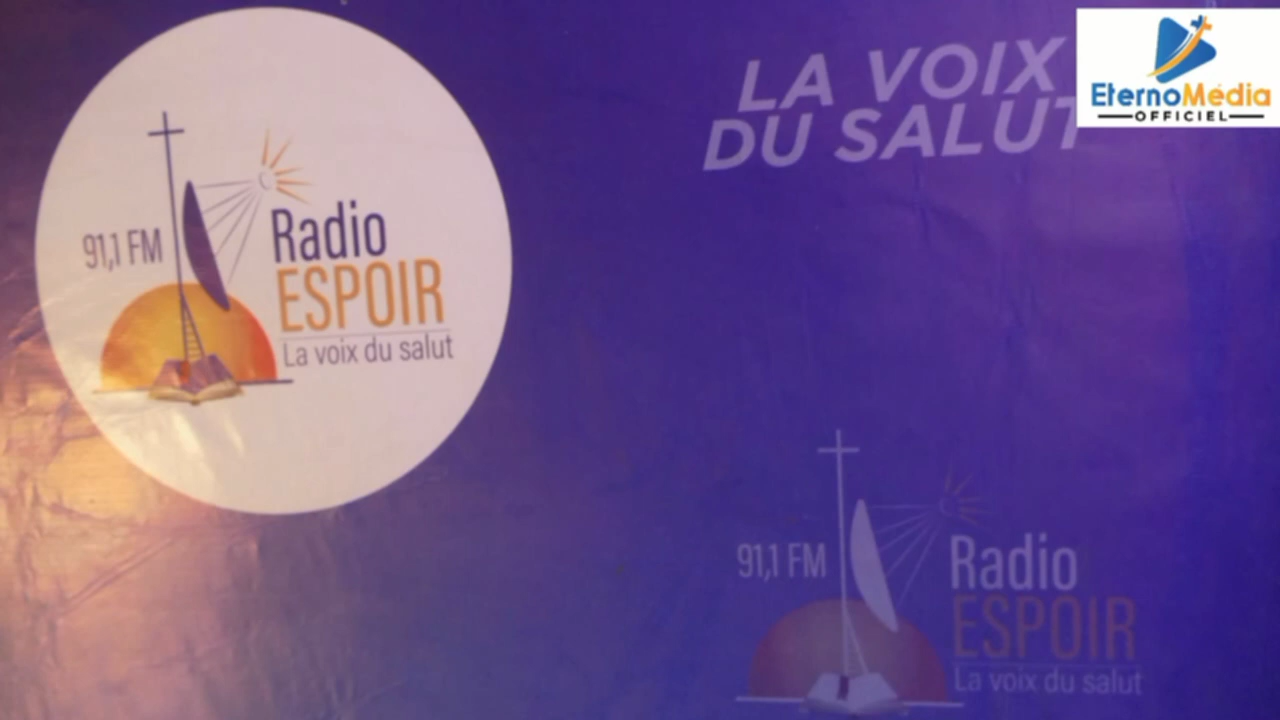 LA VOIX
DU SALUT
EternoMédia
OFFICIEL
91,1 FM
Radio
ESPOIR
La voix du salut
91,1 FM
Radio
ESPOIR
La voix du salut